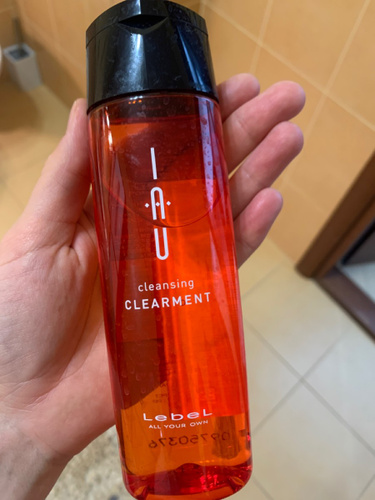 IAU
cleansing
CLEARMENT
LebeL
ALL YOUR OWN